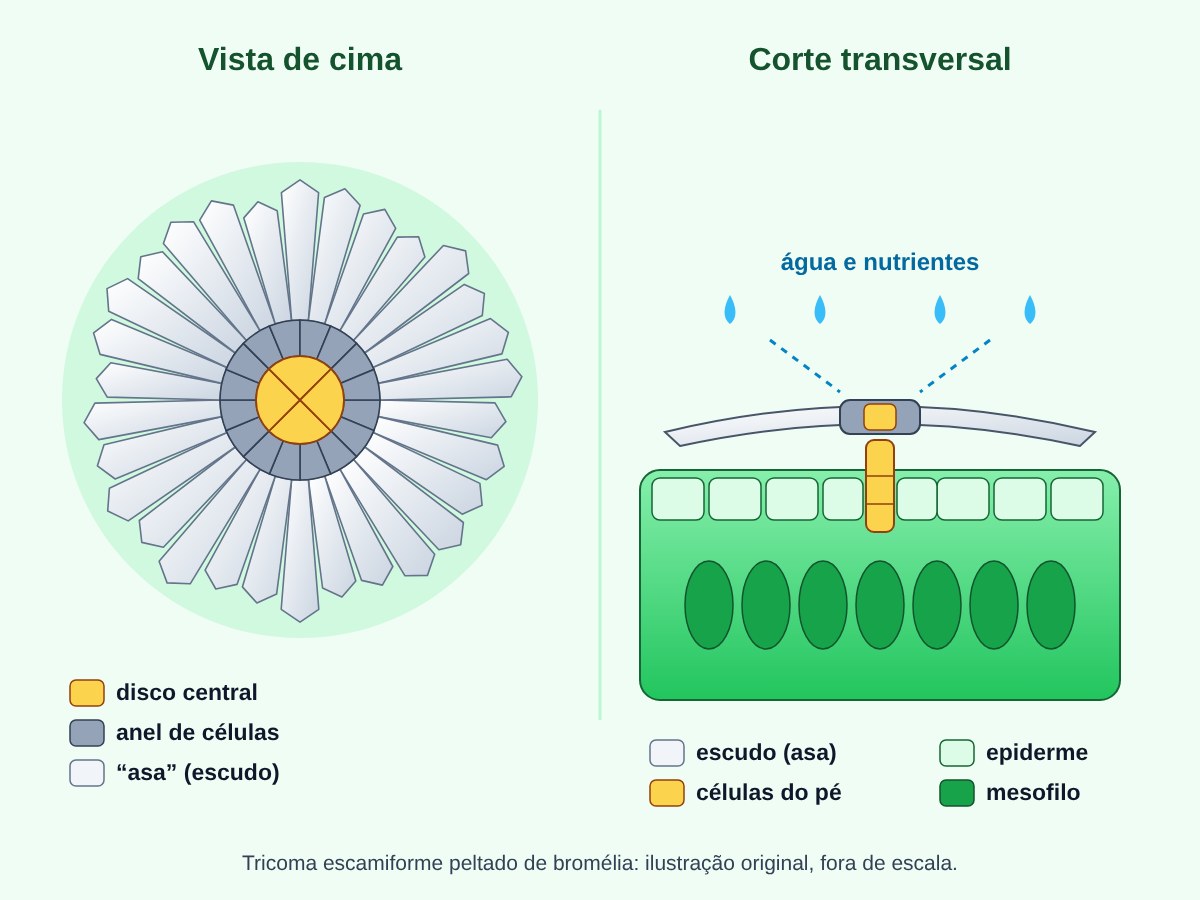 Vista de cima
Corte transversal
água e nutrientes
disco central
anel de células
“asa” (escudo)
escudo (asa)
epiderme
células do pé
mesofilo
Tricoma escamiforme peltado de bromélia: ilustração original, fora de escala.